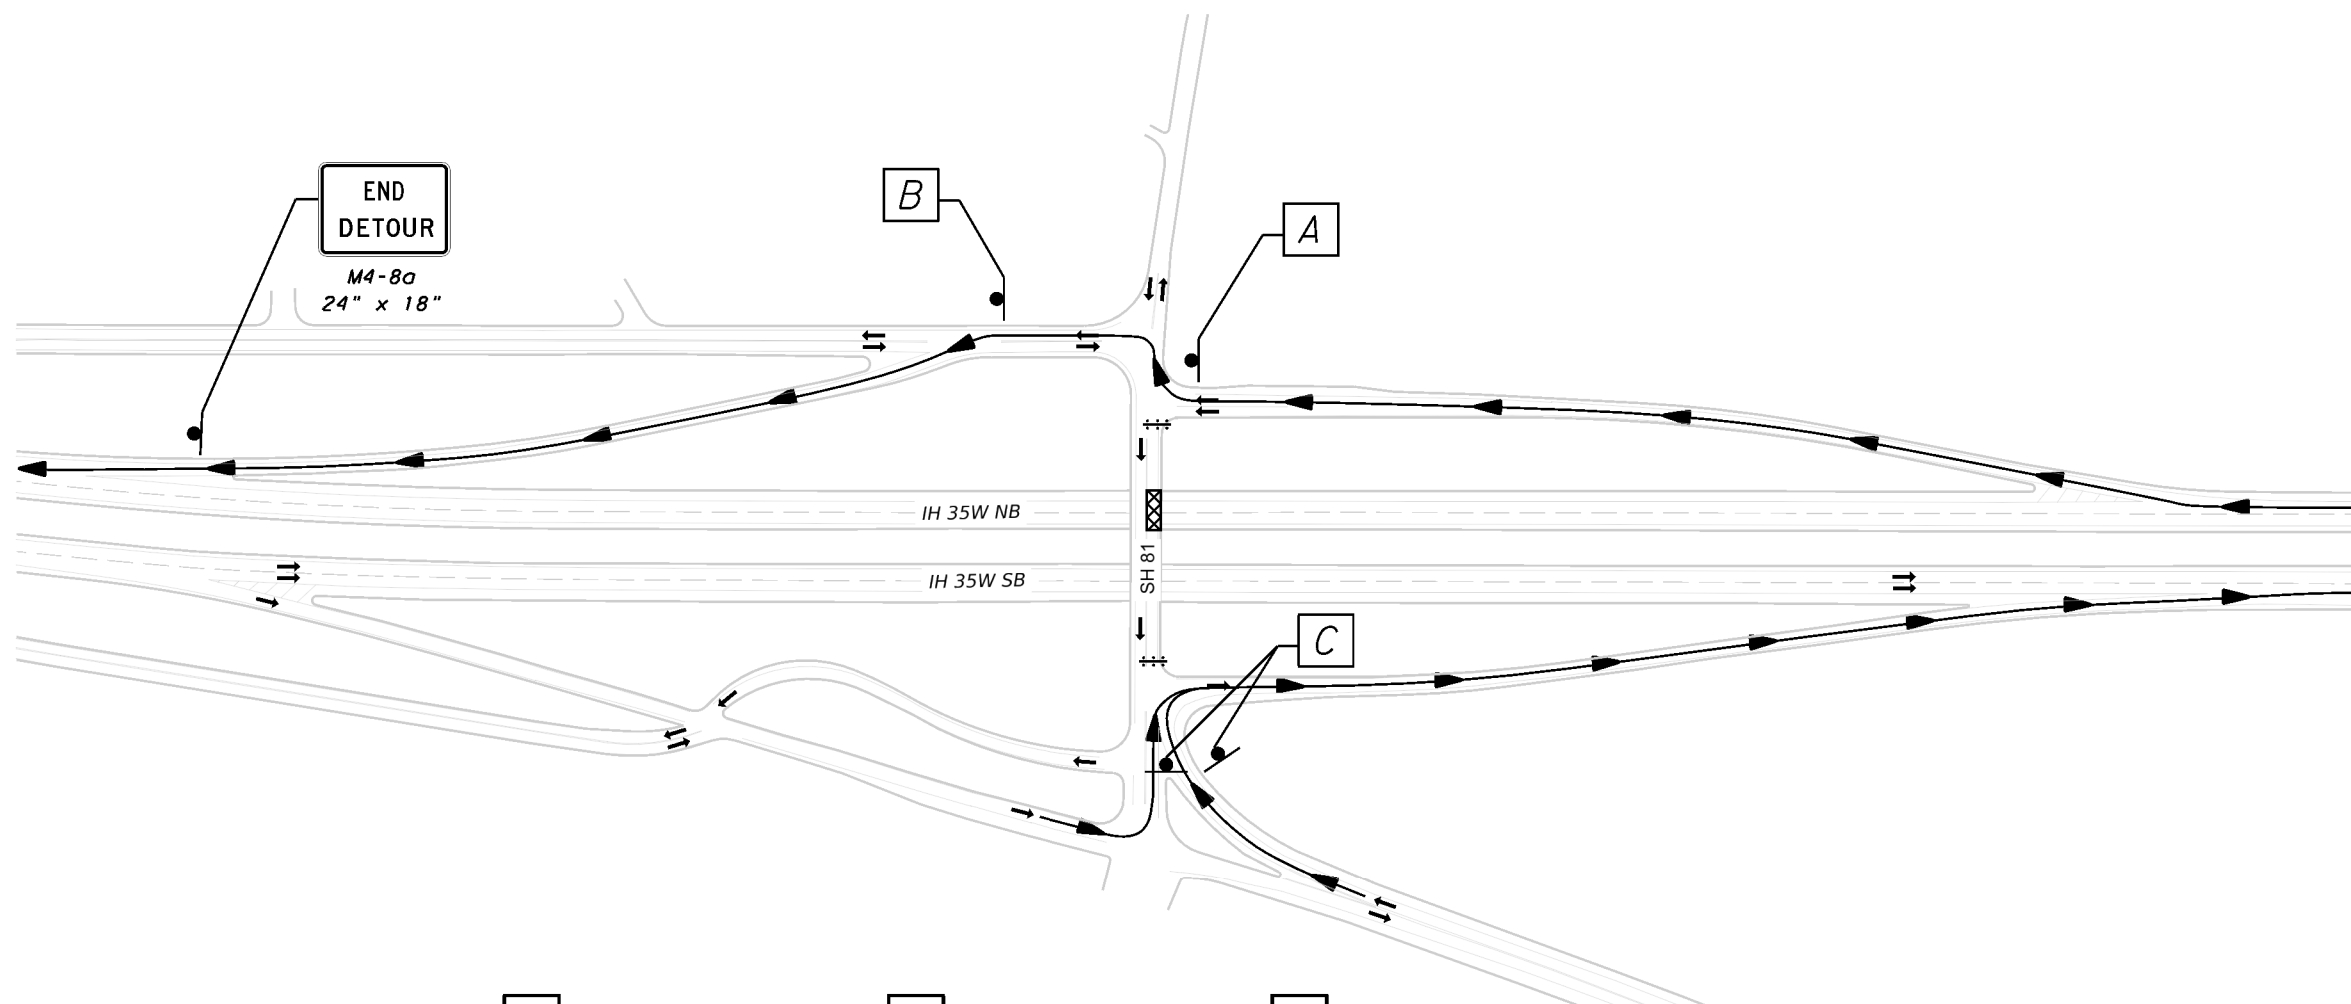 B
A
END
DETOUR
M4-8a
24" x 18"
IH 35W NB
SH 81
IH 35W SB
C